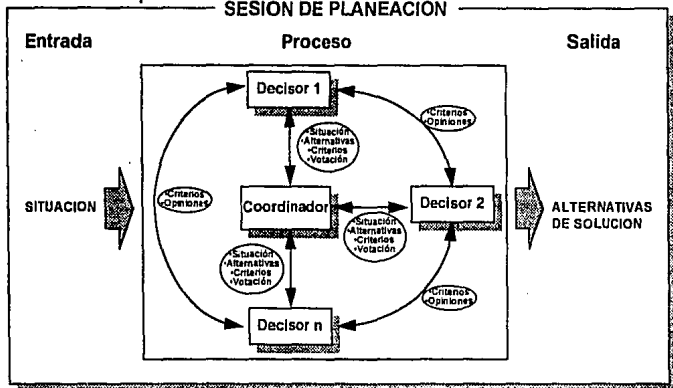 SESION DE PLANEACION
Entrada
Proceso
Salida
Decisor 1
•Criterios
•Opiniones
•Situación
•Alternativas
•Criterios
•Votación
SITUACION
•Criterios
•Opiniones
Coordinador
Decisor 2
ALTERNATIVAS
DE SOLUCION
•Situación
•Alternativas
•Criterios
•Votación
•Situación
•Alternativas
•Criterios
•Votación
•Criterios
•Opiniones
Decisor n